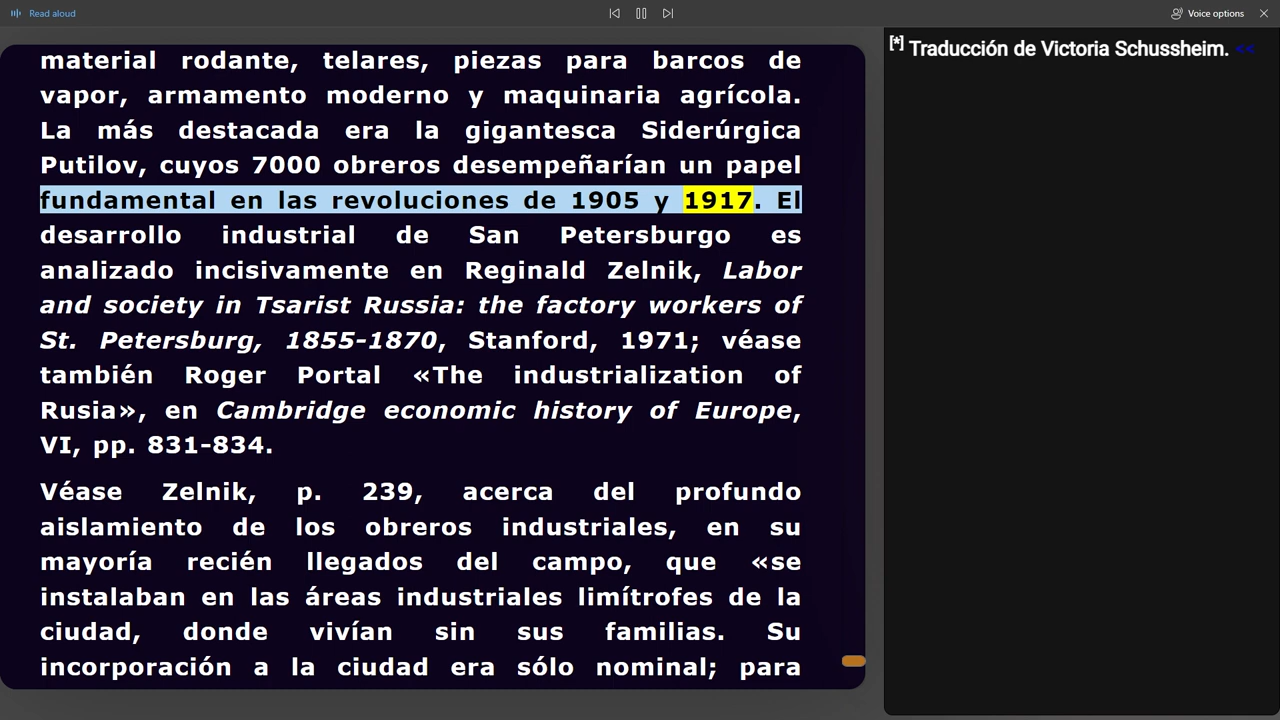 Read aloud
Voice options
material rodante, telares, piezas para barcos de
vapor, armamento moderno y maquinaria agrícola.
La más destacada era la gigantesca Siderúrgica
Putilov, cuyos 7000 obreros desempeñarían un papel
fundamental en las revoluciones de 1905 y 1917. El
desarrollo industrial de San Petersburgo es
analizado incisivamente en Reginald Zelnik, Labor
and society in Tsarist Russia: the factory workers of
St. Petersburg, 1855-1870, Stanford, 1971; véase
también Roger Portal «The industrialization of
Rusia», en Cambridge economic history of Europe,
VI, pp. 831-834.
Véase Zelnik, p. 239, acerca del profundo
aislamiento de los obreros industriales, en su
mayoría recién llegados del campo, que «se
instalaban en las áreas industriales limítrofes de la
ciudad, donde vivían sin sus familias. Su
incorporación a la ciudad era sólo nominal; para
[*] Traducción de Victoria Schussheim. <<